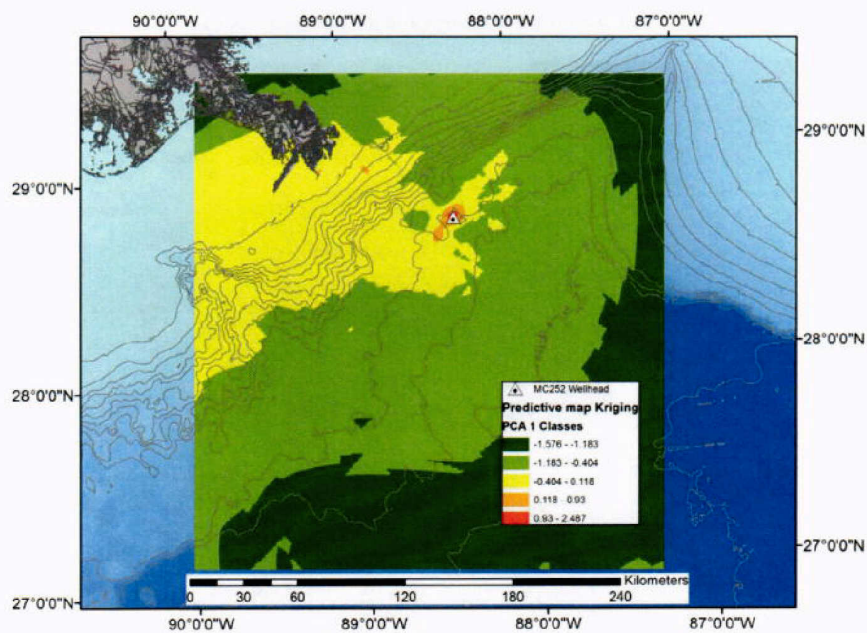 90°0'0"W 89°0'0"W 88°0'0"W 87°0'0"W
29°0'0"N
29°0'0"N
28°0'0"N
28°0'0"N
27°0'0"N
27°0'0"N
MC252 Wellhead
Predictive map Kriging
PCA 1 Classes
-1.576 - -1.183
-1.183 - -0.404
-0.404 - 0.118
0.118 - 0.93
0.93 - 2.487
Kilometers
0 30 60 120 180 240
90°0'0"W 89°0'0"W 88°0'0"W 87°0'0"W